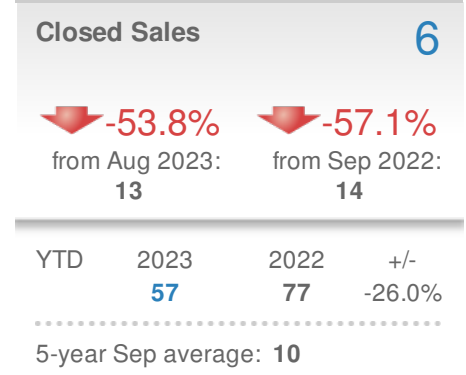 Closed Sales 6
-53.8% -57.1%
from Aug 2023: from Sep 2022:
13 14
YTD 2023 2022 +/-
57 77 -26.0%
5-year Sep average: 10